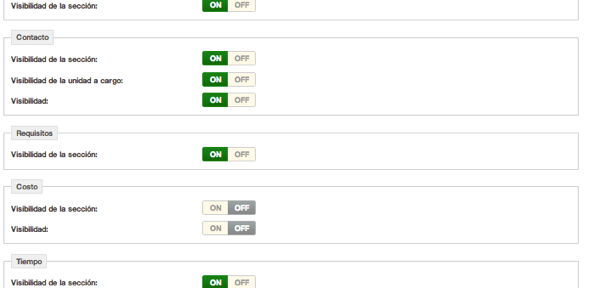 Visibilidad de la sección: ON OFF
Contacto
Visibilidad de la sección: ON OFF
Visibilidad de la unidad a cargo: ON OFF
Visibilidad: ON OFF
Requisitos
Visibilidad de la sección: ON OFF
Costo
Visibilidad de la sección: ON OFF
Visibilidad: ON OFF
Tiempo
Visibilidad de la sección: ON OFF